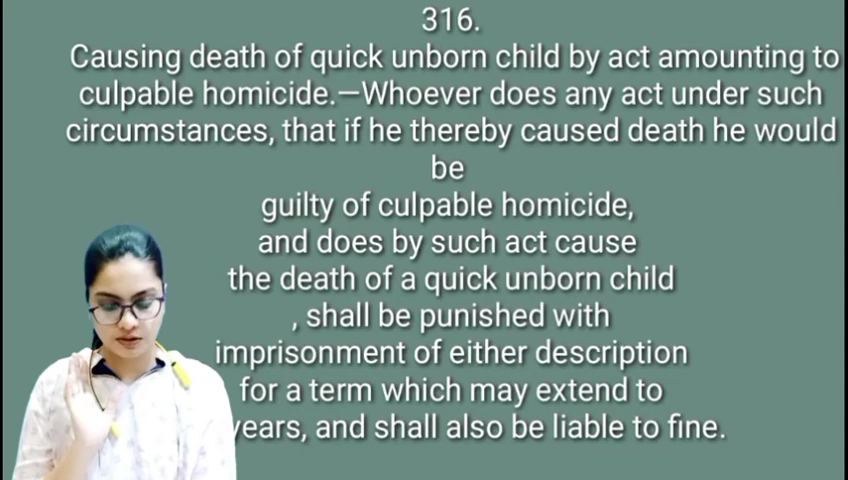 316.
Causing death of quick unborn child by act amounting to
culpable homicide.—Whoever does any act under such
circumstances, that if he thereby caused death he would
be
guilty of culpable homicide,
and does by such act cause
the death of a quick unborn child
, shall be punished with
imprisonment of either description
for a term which may extend to
years, and shall also be liable to fine.